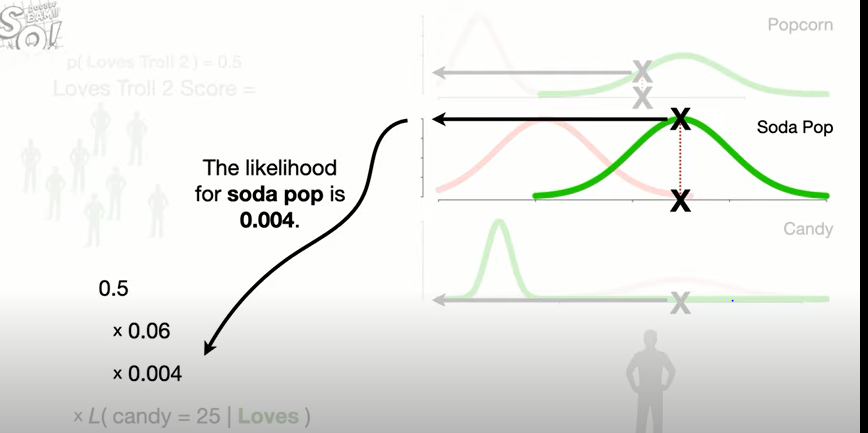 p( Loves Troll 2 ) = 0.5
Loves Troll 2 Score =
Popcorn
X
X
X
Soda Pop
The likelihood
for soda pop is
0.004.
X
Candy
X
0.5
x 0.06
x 0.004
x L( candy = 25 | Loves )